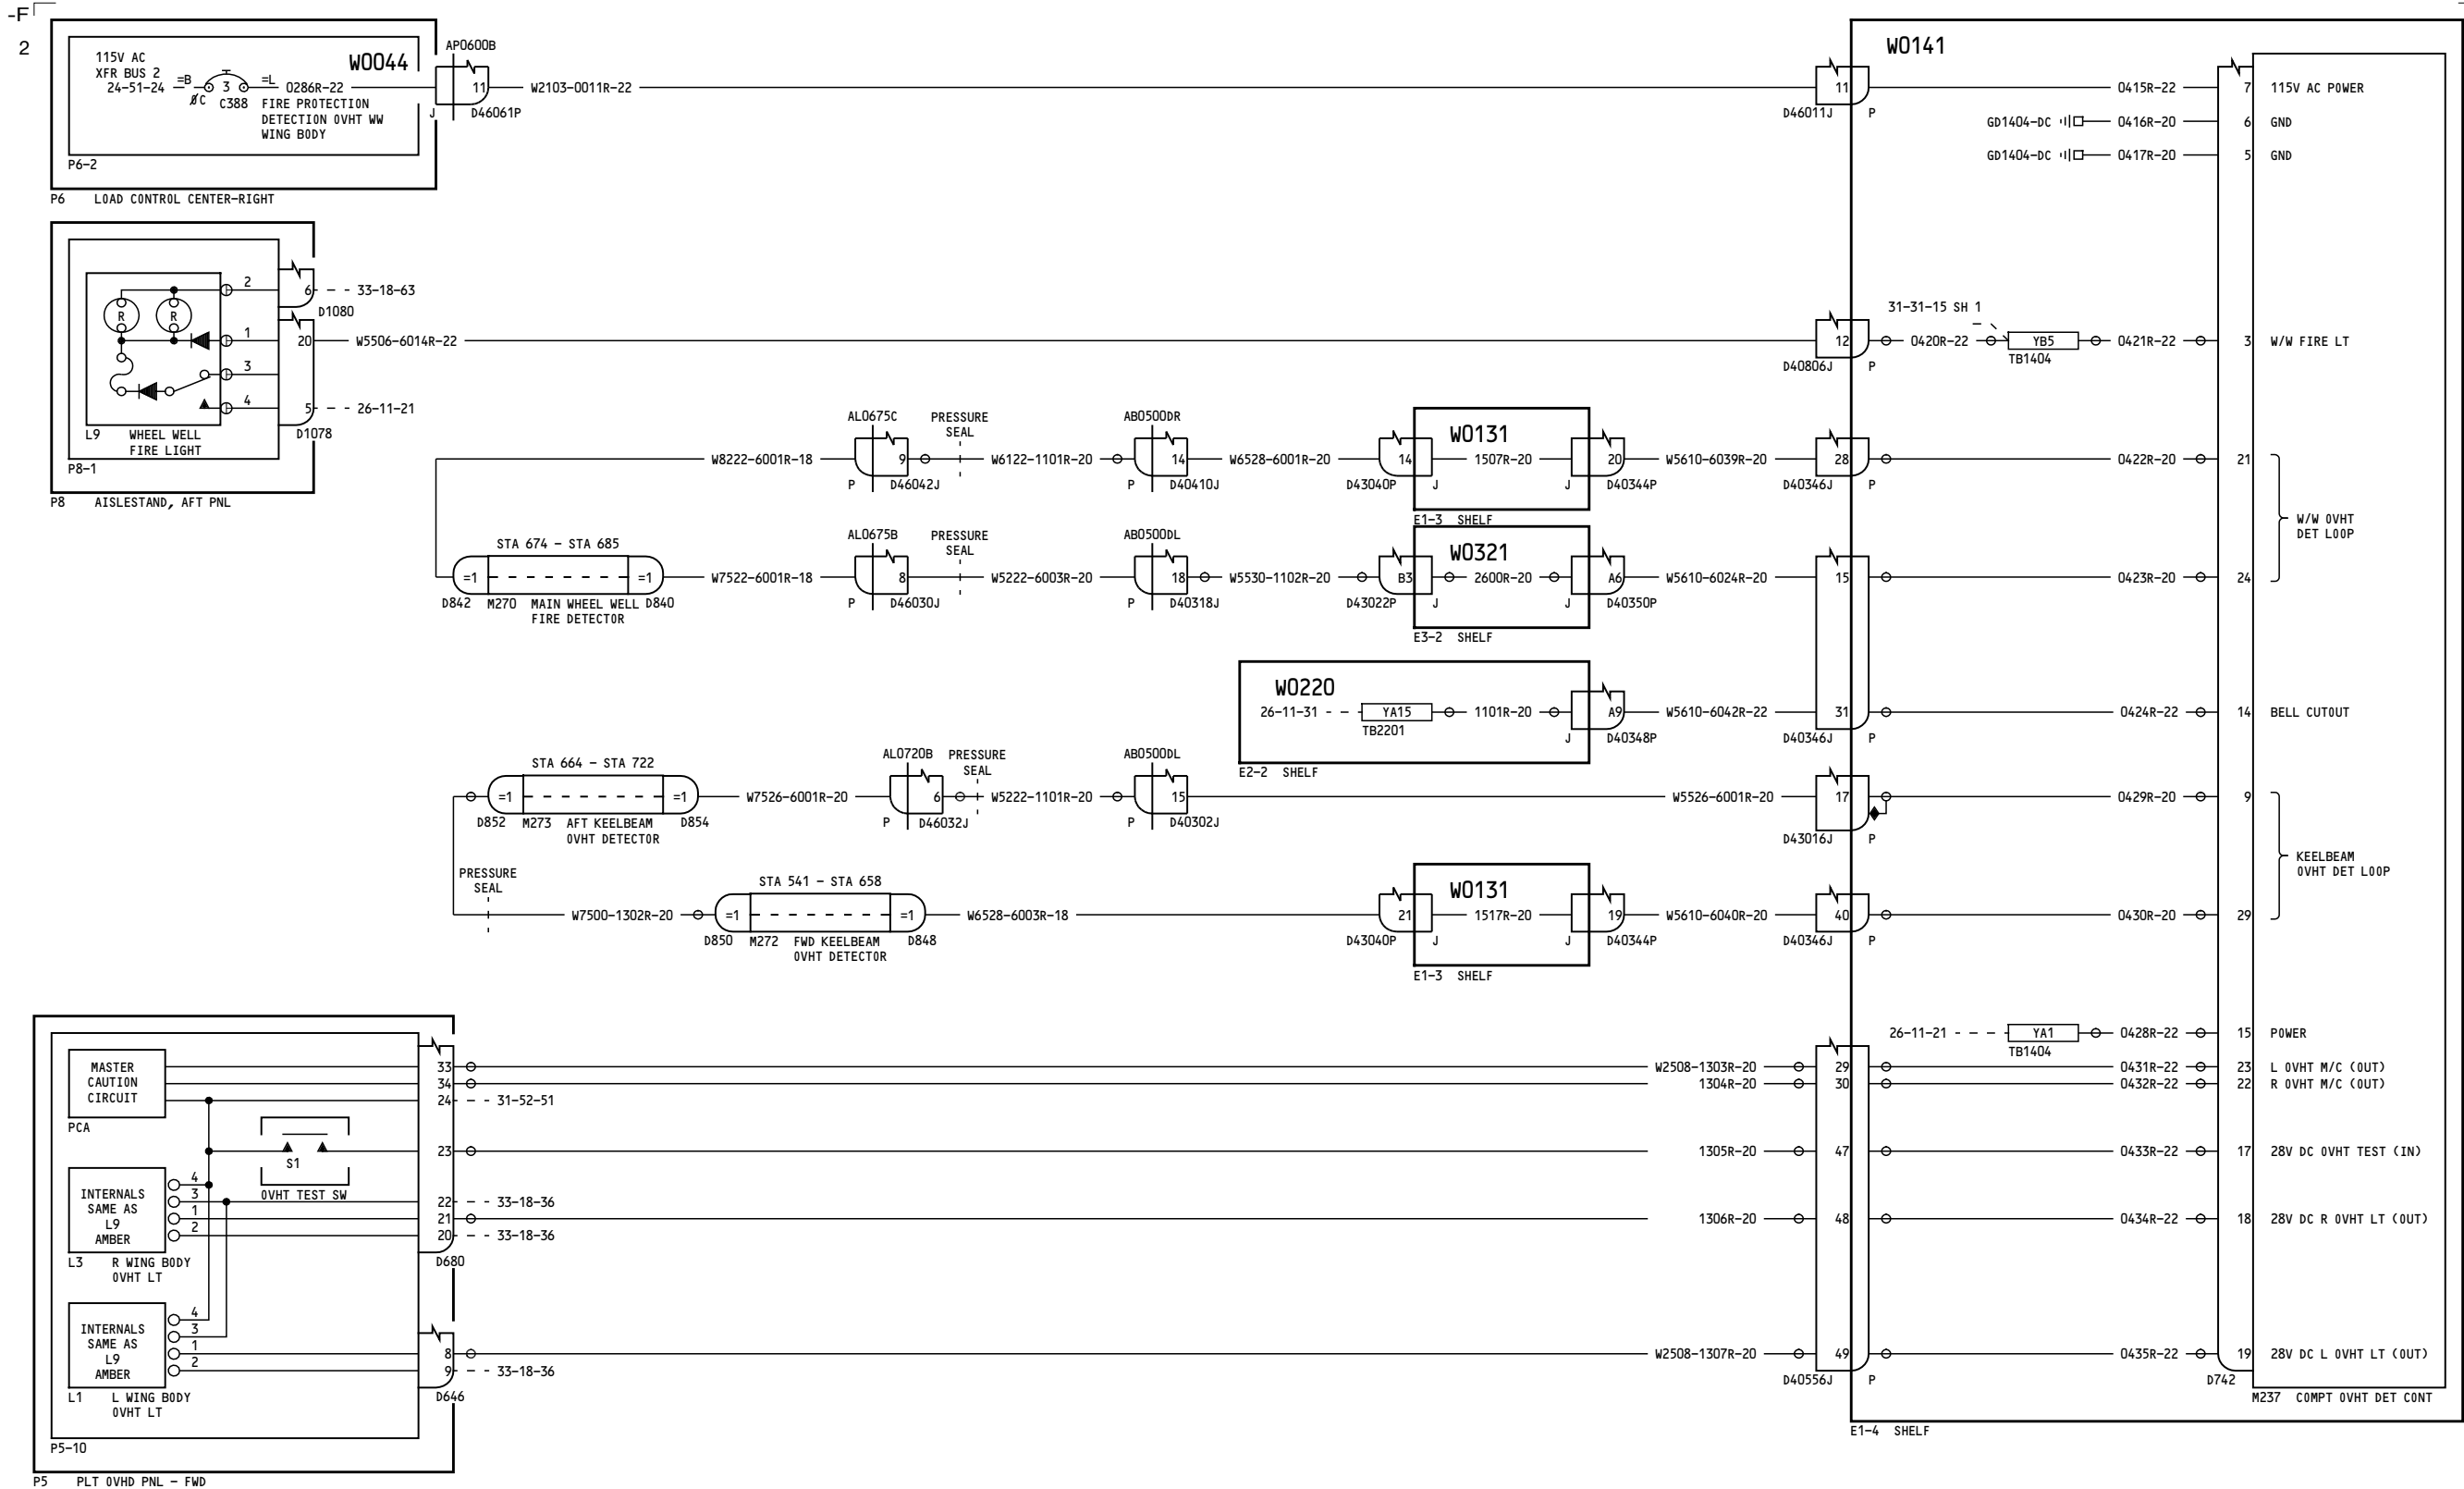 -F
2
115V AC
XFR BUS 2
24-51-24
=B
ØC
3
C388
=L
0286R-22
W0044
FIRE PROTECTION
DETECTION OVHT WW
WING BODY
P6-2
P6 LOAD CONTROL CENTER-RIGHT
AP0600B
11
J
D46061P
W2103-0011R-22
11
D46011J
P
W0141
0415R-22
7
115V AC POWER
GD1404-DC
0416R-20
6
GND
GD1404-DC
0417R-20
5
GND
2
6
33-18-63
D1080
R
R
1
20
W5506-6014R-22
3
4
5
26-11-21
D1078
L9 WHEEL WELL
FIRE LIGHT
P8-1
P8 AISLESTAND, AFT PNL
12
D40806J
P
31-31-15 SH 1
0420R-22
YB5
TB1404
0421R-22
3
W/W FIRE LT
W8222-6001R-18
AL0675C
9
P
D46042J
PRESSURE
SEAL
W6122-1101R-20
AB0500DR
14
P
D40410J
W6528-6001R-20
14
D43040P
J
W0131
1507R-20
20
J
D40344P
E1-3 SHELF
W5610-6039R-20
28
D40346J
P
0422R-20
21
W/W OVHT
DET LOOP
STA 674 - STA 685
=1
=1
D842
M270 MAIN WHEEL WELL
FIRE DETECTOR
D840
W7522-6001R-18
AL0675B
8
P
D46030J
PRESSURE
SEAL
W5222-6003R-20
AB0500DL
18
P
D40318J
W5530-1102R-20
B3
D43022P
J
W0321
2600R-20
A6
J
D40350P
E3-2 SHELF
W5610-6024R-20
15
0423R-20
24
W0220
26-11-31
YA15
TB2201
1101R-20
A9
J
D40348P
E2-2 SHELF
W5610-6042R-22
31
D40346J
P
0424R-22
14
BELL CUTOUT
STA 664 - STA 722
=1
=1
D852
M273 AFT KEELBEAM
OVHT DETECTOR
D854
W7526-6001R-20
AL0720B
6
P
D46032J
PRESSURE
SEAL
W5222-1101R-20
AB0500DL
15
P
D40302J
W5526-6001R-20
17
D43016J
P
0429R-20
9
KEELBEAM
OVHT DET LOOP
PRESSURE
SEAL
W7500-1302R-20
STA 541 - STA 658
=1
=1
D850
M272 FWD KEELBEAM
OVHT DETECTOR
D848
W6528-6003R-18
21
D43040P
J
W0131
1517R-20
19
J
D40344P
E1-3 SHELF
W5610-6040R-20
40
D40346J
P
0430R-20
29
26-11-21
YA1
TB1404
0428R-22
15
POWER
MASTER
CAUTION
CIRCUIT
PCA
33
W2508-1303R-20
29
0431R-22
23
L OVHT M/C (OUT)
34
1304R-20
30
0432R-22
22
R OVHT M/C (OUT)
24
31-52-51
S1
OVHT TEST SW
23
1305R-20
47
0433R-22
17
28V DC OVHT TEST (IN)
INTERNALS
SAME AS
L9
AMBER
4
3
1
2
22
33-18-36
21
1306R-20
48
0434R-22
18
28V DC R OVHT LT (OUT)
20
33-18-36
D680
L3 R WING BODY
OVHT LT
INTERNALS
SAME AS
L9
AMBER
4
3
1
2
8
W2508-1307R-20
49
0435R-22
19
28V DC L OVHT LT (OUT)
9
33-18-36
D646
L1 L WING BODY
OVHT LT
D40556J
P
D742
M237 COMPT OVHT DET CONT
P5-10
E1-4 SHELF
P5 PLT OVHD PNL - FWD